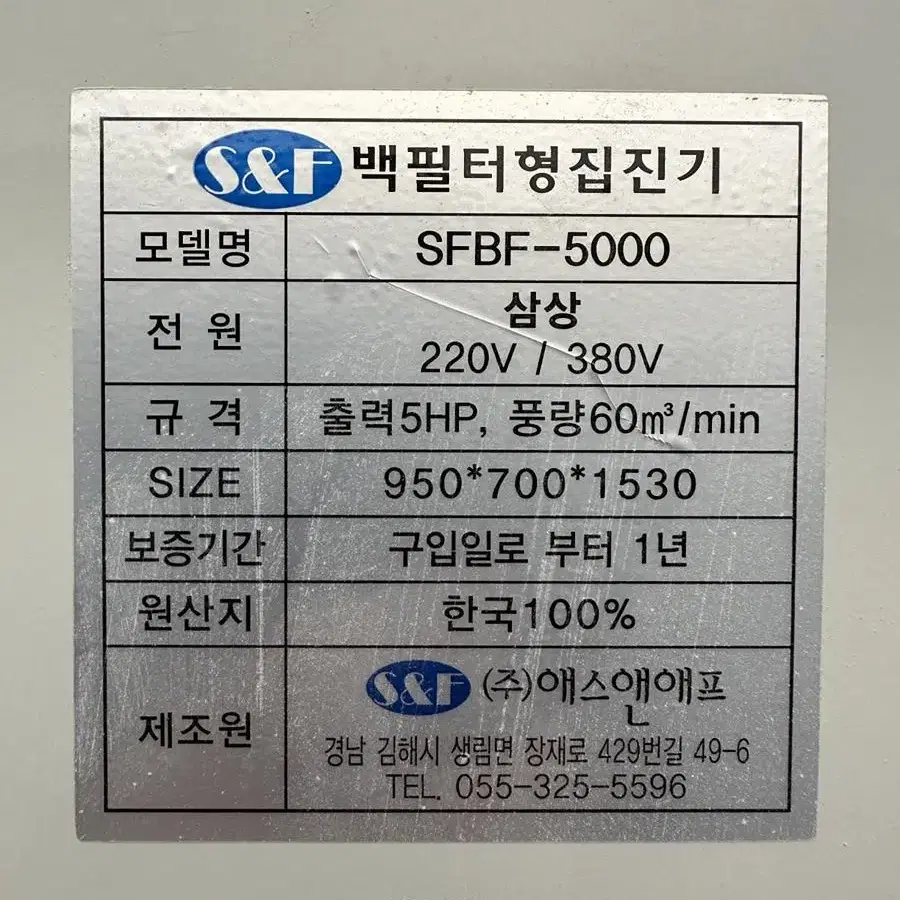 S&F 백필터형집진기
모델명 SFBF-5000
전 원 삼상
220V / 380V
규 격 출력5HP, 풍량60㎥/min
SIZE 950*700*1530
보증기간 구입일로 부터 1년
원산지 한국100%
제조원 S&F (주)애스앤애프
경남 김해시 생림면 장재로 429번길 49-6
TEL. 055-325-5596